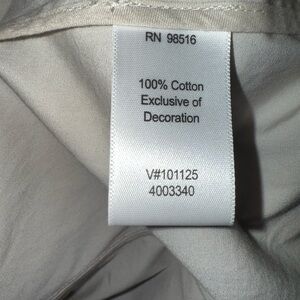 RN 98516
100% Cotton
Exclusive of
Decoration
V#101125
4003340